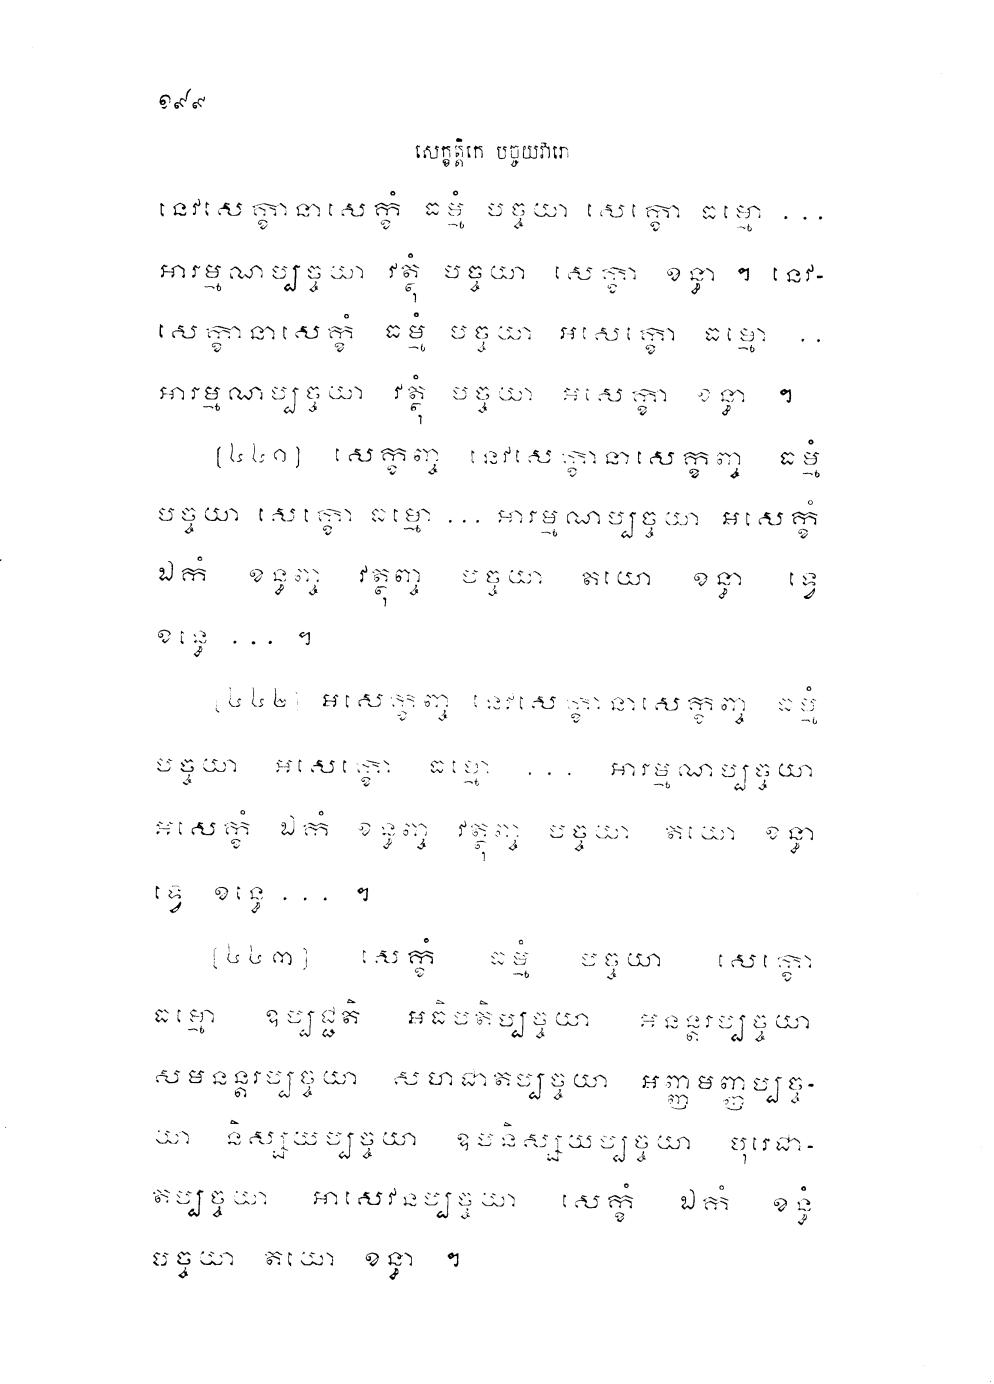 ១៩៩
សេក្ខត្តិកេ បច្ចយវារោ
នេវសេក្ខានាសេក្ខំ ធម្មំ បច្ចយា សេក្ខោ ធម្មោ ...
អារម្មណប្បច្ចយា វត្ថុំ បច្ចយា សេក្ខា ខន្ធា ។ នេវ-
សេក្ខានាសេក្ខំ ធម្មំ បច្ចយា អសេក្ខោ ធម្មោ ..
អារម្មណប្បច្ចយា វត្ថុំ បច្ចយា អសេក្ខា ខន្ធា ។
[៤៤១] សេក្ខញ្ច នេវសេក្ខានាសេក្ខញ្ច ធម្មំ
បច្ចយា សេក្ខោ ធម្មោ ... អារម្មណប្បច្ចយា អសេក្ខំ
ឯកំ ខន្ធញ្ច វត្ថុញ្ច បច្ចយា តយោ ខន្ធា ទ្វេ
ខន្ធេ ... ។
[៤៤២] អសេក្ខញ្ច នេវសេក្ខានាសេក្ខញ្ច ធម្មំ
បច្ចយា អសេក្ខោ ធម្មោ ... អារម្មណប្បច្ចយា
អសេក្ខំ ឯកំ ខន្ធញ្ច វត្ថុញ្ច បច្ចយា តយោ ខន្ធា
ទ្វេ ខន្ធេ ... ។
[៤៤៣] សេក្ខំ ធម្មំ បច្ចយា សេក្ខោ
ធម្មោ ឧប្បជ្ជតិ អធិបតិប្បច្ចយា អនន្តរប្បច្ចយា
សមនន្តរប្បច្ចយា សហជាតប្បច្ចយា អញ្ញមញ្ញប្បច្ច-
យា និស្សយប្បច្ចយា ឧបនិស្សយប្បច្ចយា បុរេជា-
តប្បច្ចយា អាសេវនប្បច្ចយា សេក្ខំ ឯកំ ខន្ធំ
បច្ចយា តយោ ខន្ធា ។